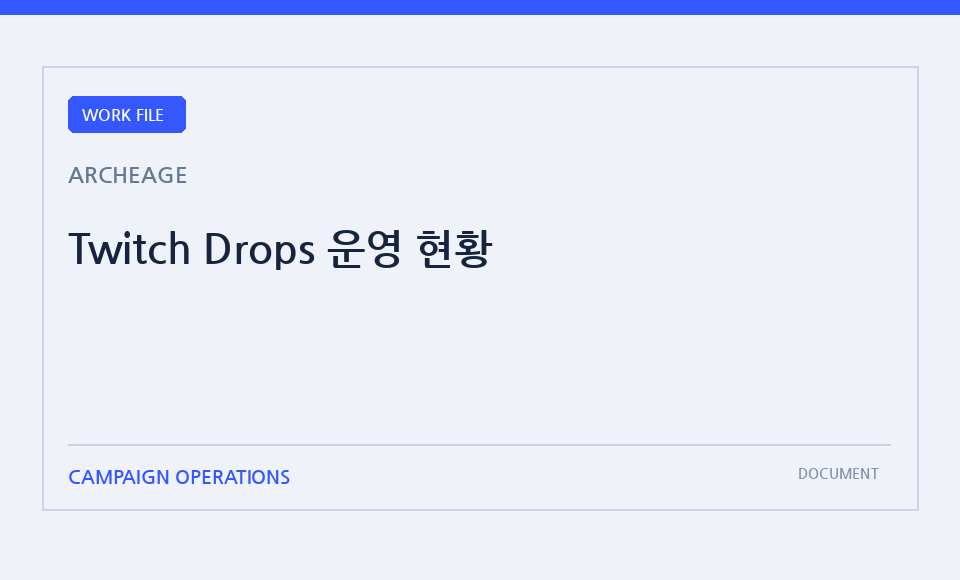 WORK FILE
ARCHEAGE
Twitch Drops 운영 현황
CAMPAIGN OPERATIONS
DOCUMENT